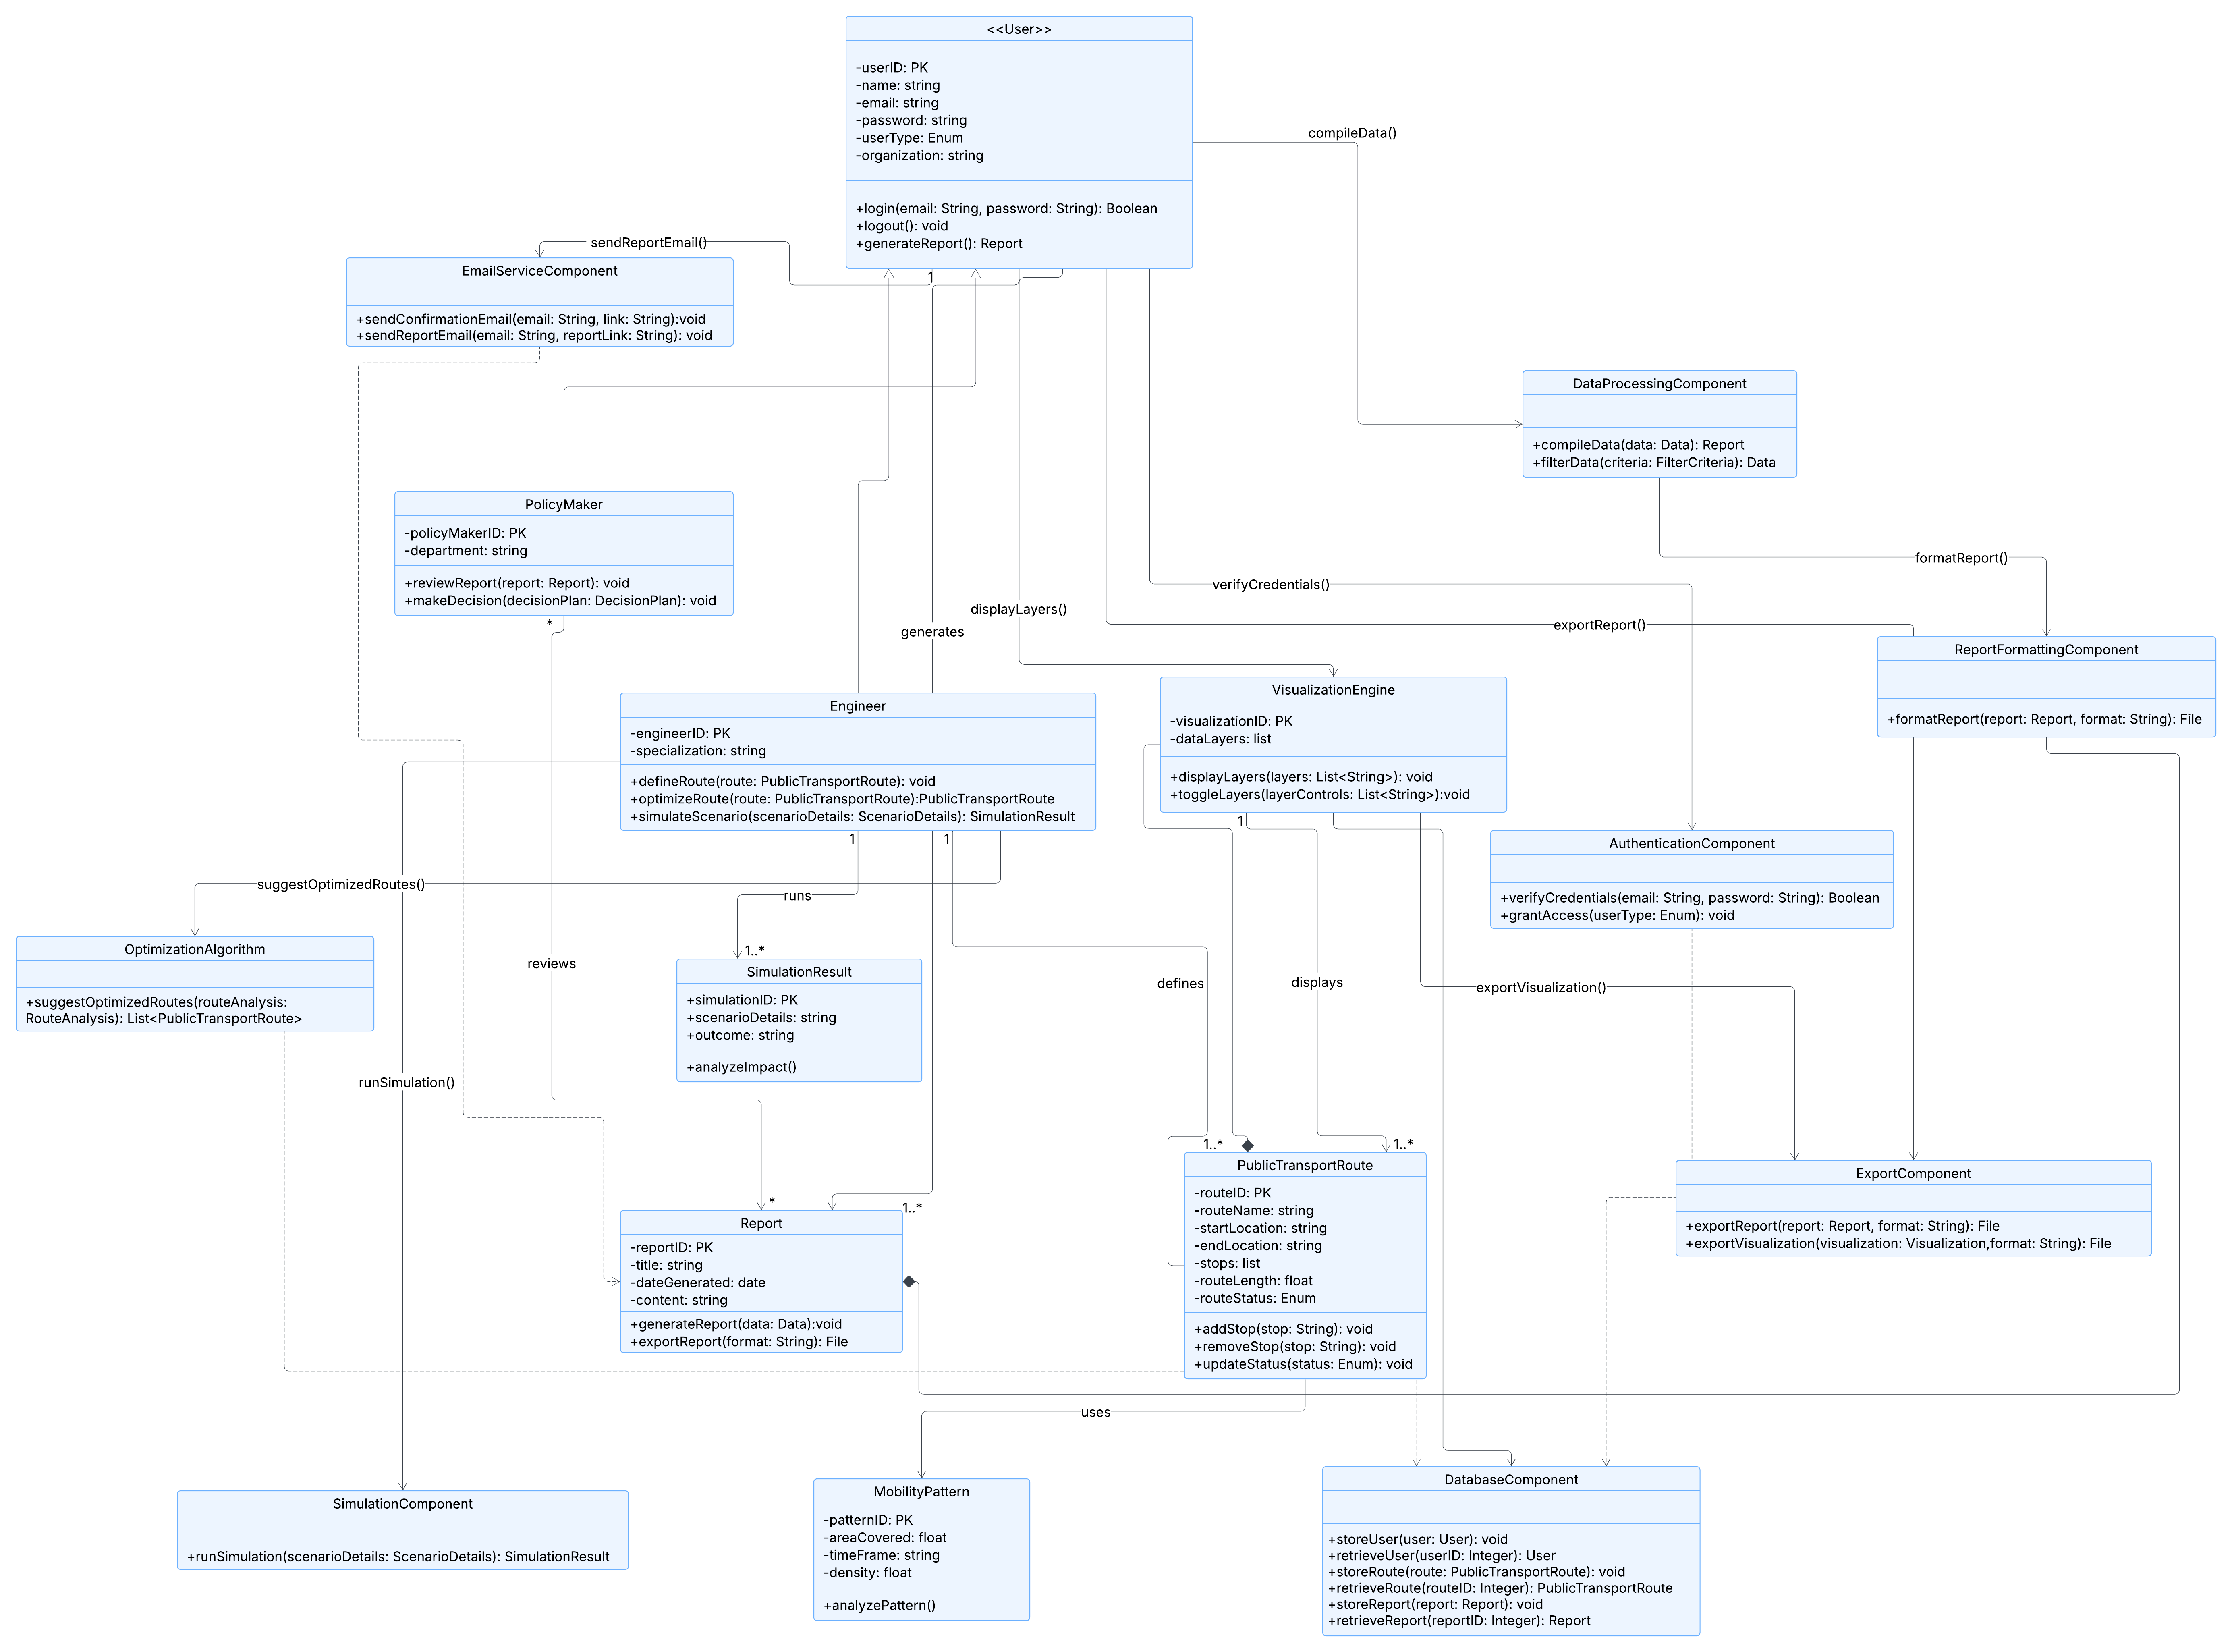 <<User>>
-userID: PK
-name: string
-email: string
-password: string
-userType: Enum
-organization: string
+login(email: String, password: String): Boolean
+logout(): void
+generateReport(): Report
compileData()
sendReportEmail()
1
EmailServiceComponent
+sendConfirmationEmail(email: String, link: String):void
+sendReportEmail(email: String, reportLink: String): void
DataProcessingComponent
+compileData(data: Data): Report
+filterData(criteria: FilterCriteria): Data
PolicyMaker
-policyMakerID: PK
-department: string
+reviewReport(report: Report): void
+makeDecision(decisionPlan: DecisionPlan): void
*
formatReport()
verifyCredentials()
displayLayers()
generates
exportReport()
ReportFormattingComponent
+formatReport(report: Report, format: String): File
Engineer
-engineerID: PK
-specialization: string
+defineRoute(route: PublicTransportRoute): void
+optimizeRoute(route: PublicTransportRoute):PublicTransportRoute
+simulateScenario(scenarioDetails: ScenarioDetails): SimulationResult
1
1
VisualizationEngine
-visualizationID: PK
-dataLayers: list
+displayLayers(layers: List<String>): void
+toggleLayers(layerControls: List<String>):void
1
AuthenticationComponent
+verifyCredentials(email: String, password: String): Boolean
+grantAccess(userType: Enum): void
suggestOptimizedRoutes()
runs
OptimizationAlgorithm
+suggestOptimizedRoutes(routeAnalysis:
RouteAnalysis): List<PublicTransportRoute>
reviews
1..*
SimulationResult
+simulationID: PK
+scenarioDetails: string
+outcome: string
+analyzeImpact()
defines
displays
exportVisualization()
runSimulation()
1..*
1..*
PublicTransportRoute
-routeID: PK
-routeName: string
-startLocation: string
-endLocation: string
-stops: list
-routeLength: float
-routeStatus: Enum
+addStop(stop: String): void
+removeStop(stop: String): void
+updateStatus(status: Enum): void
ExportComponent
+exportReport(report: Report, format: String): File
+exportVisualization(visualization: Visualization,format: String): File
*
1..*
Report
-reportID: PK
-title: string
-dateGenerated: date
-content: string
+generateReport(data: Data):void
+exportReport(format: String): File
uses
SimulationComponent
+runSimulation(scenarioDetails: ScenarioDetails): SimulationResult
MobilityPattern
-patternID: PK
-areaCovered: float
-timeFrame: string
-density: float
+analyzePattern()
DatabaseComponent
+storeUser(user: User): void
+retrieveUser(userID: Integer): User
+storeRoute(route: PublicTransportRoute): void
+retrieveRoute(routeID: Integer): PublicTransportRoute
+storeReport(report: Report): void
+retrieveReport(reportID: Integer): Report